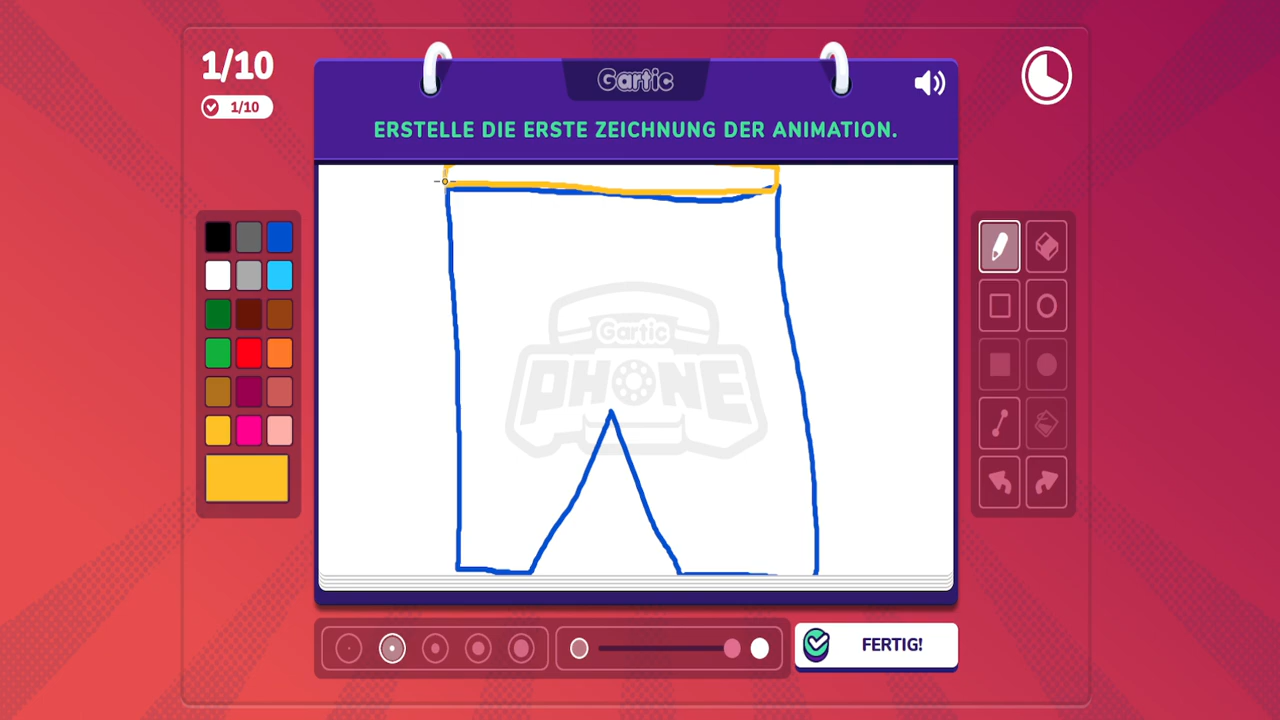 1/10
1/10
Gartic
ERSTELLE DIE ERSTE ZEICHNUNG DER ANIMATION.
Gartic
PHONE
FERTIG!